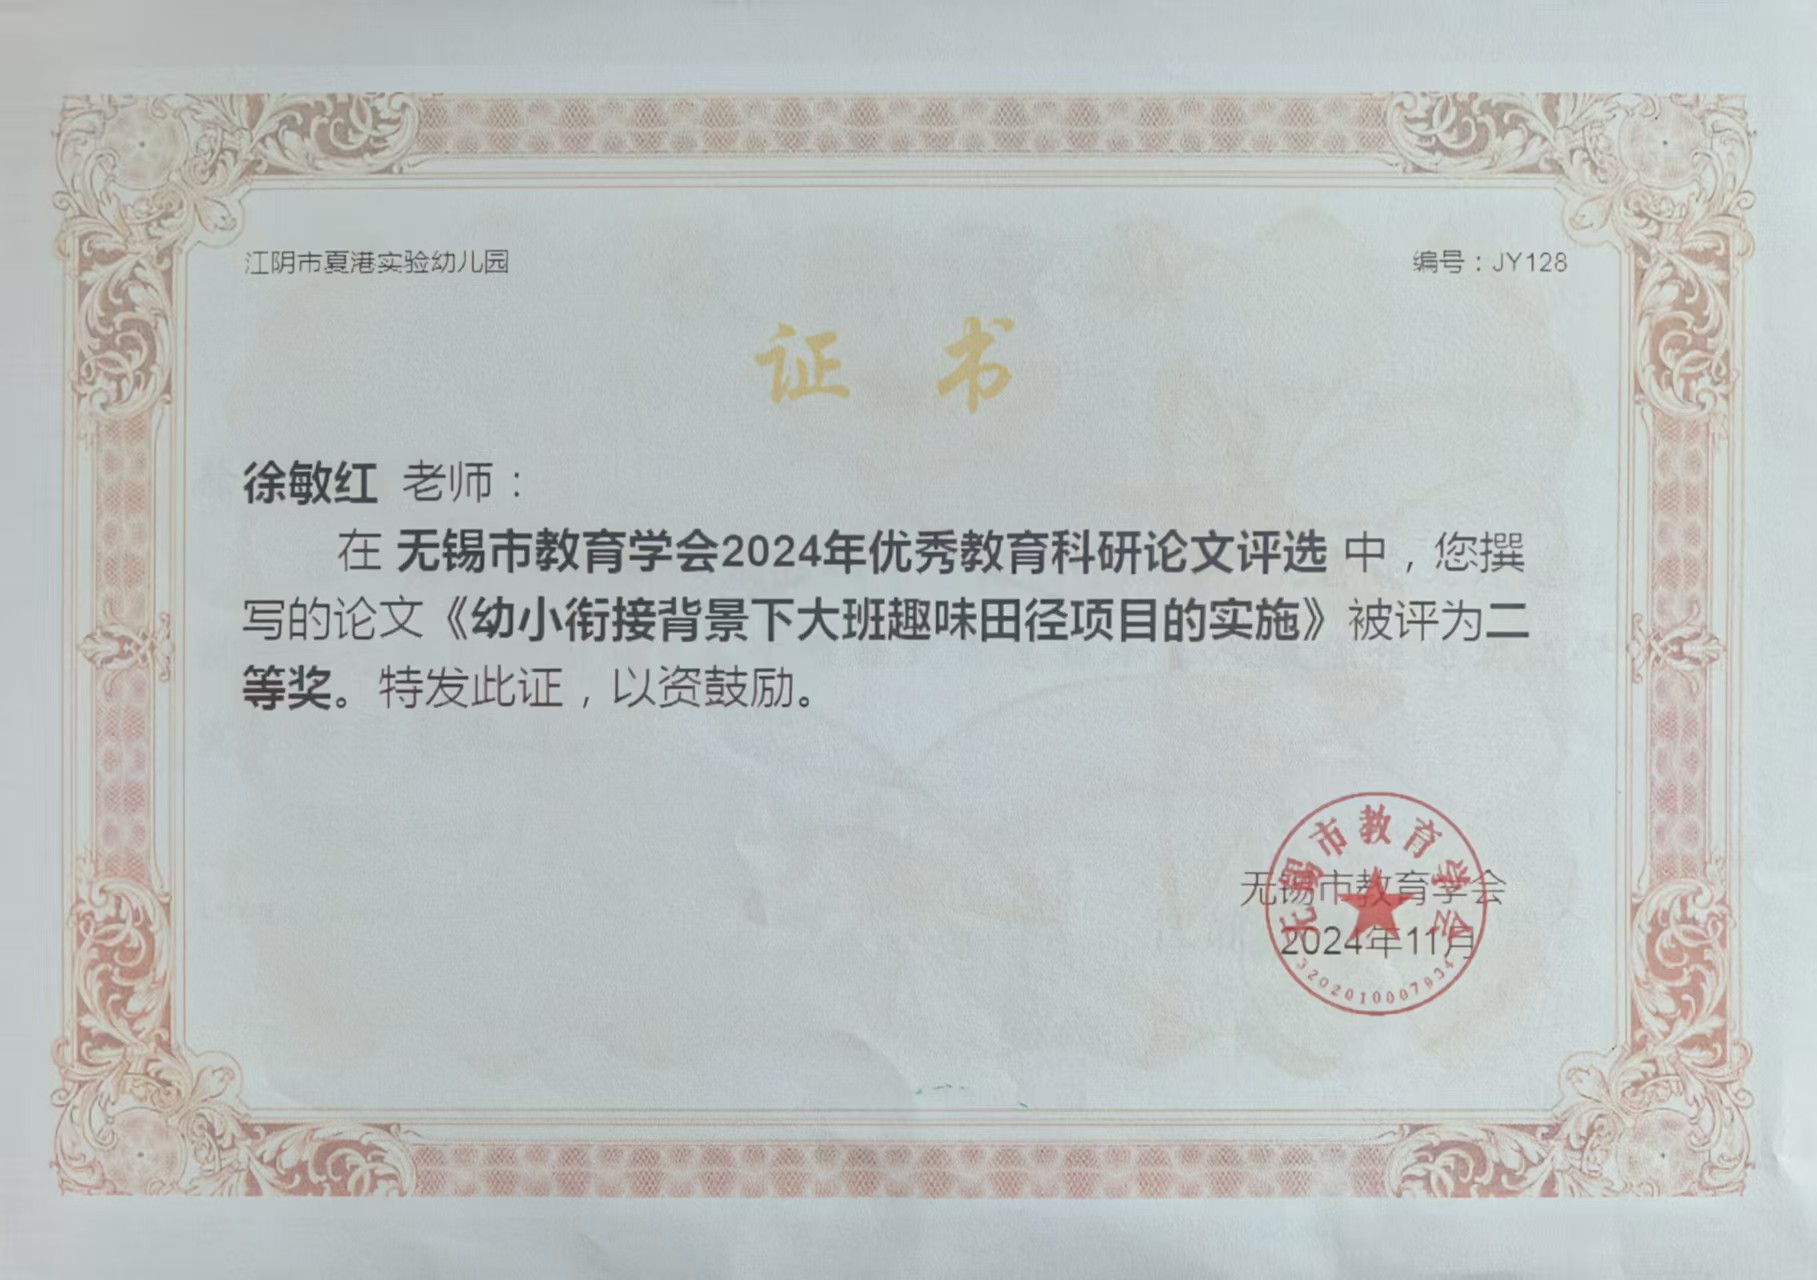 江阴市夏港实验幼儿园
编号：JY128
证 书
徐敏红 老师：
在 无锡市教育学会2024年优秀教育科研论文评选 中，您撰
写的论文《幼小衔接背景下大班趣味田径项目的实施》被评为二
等奖。特发此证，以资鼓励。
无锡市教育学会
无锡市教育学会
2024年11月
3202010007934